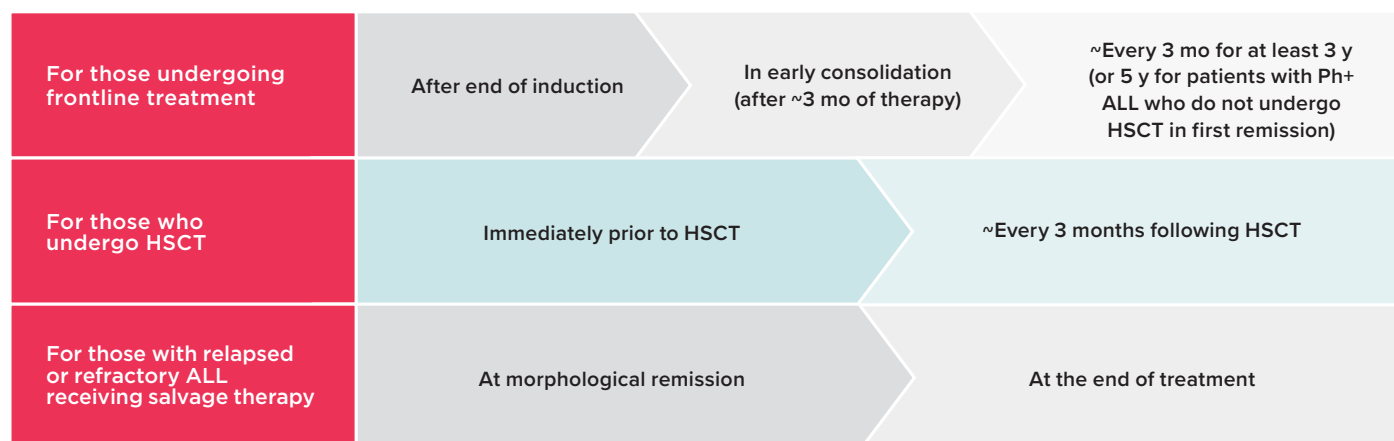 For those undergoing
frontline treatment
After end of induction
In early consolidation
(after ~3 mo of therapy)
~Every 3 mo for at least 3 y
(or 5 y for patients with Ph+
ALL who do not undergo
HSCT in first remission)
For those who
undergo HSCT
Immediately prior to HSCT
~Every 3 months following HSCT
For those with relapsed
or refractory ALL
receiving salvage therapy
At morphological remission
At the end of treatment